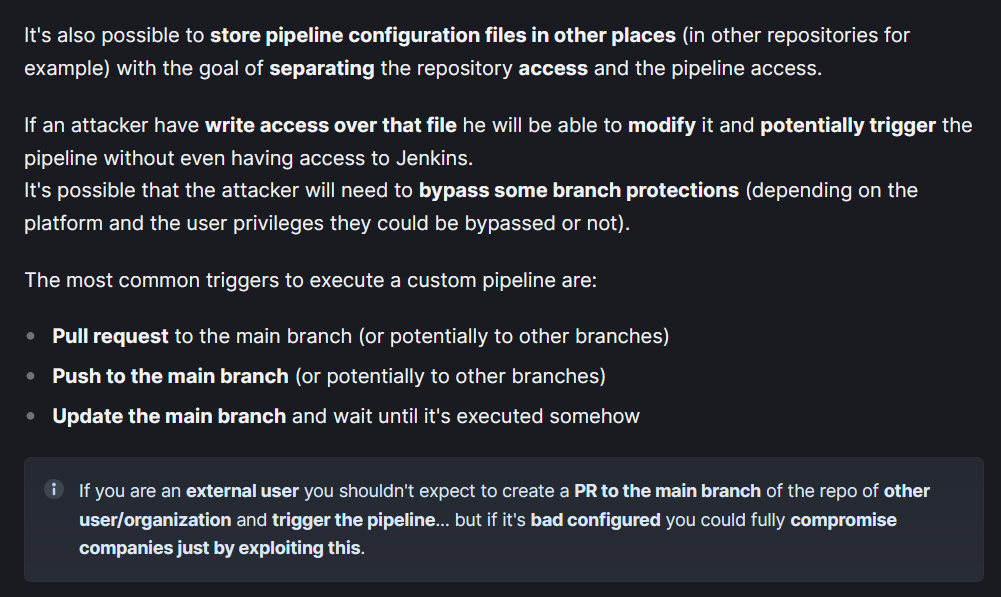 It's also possible to store pipeline configuration files in other places (in other repositories for
example) with the goal of separating the repository access and the pipeline access.
If an attacker have write access over that file he will be able to modify it and potentially trigger the
pipeline without even having access to Jenkins.
It's possible that the attacker will need to bypass some branch protections (depending on the
platform and the user privileges they could be bypassed or not).
The most common triggers to execute a custom pipeline are:
Pull request to the main branch (or potentially to other branches)
Push to the main branch (or potentially to other branches)
Update the main branch and wait until it's executed somehow
If you are an external user you shouldn't expect to create a PR to the main branch of the repo of other
user/organization and trigger the pipeline... but if it's bad configured you could fully compromise
companies just by exploiting this.